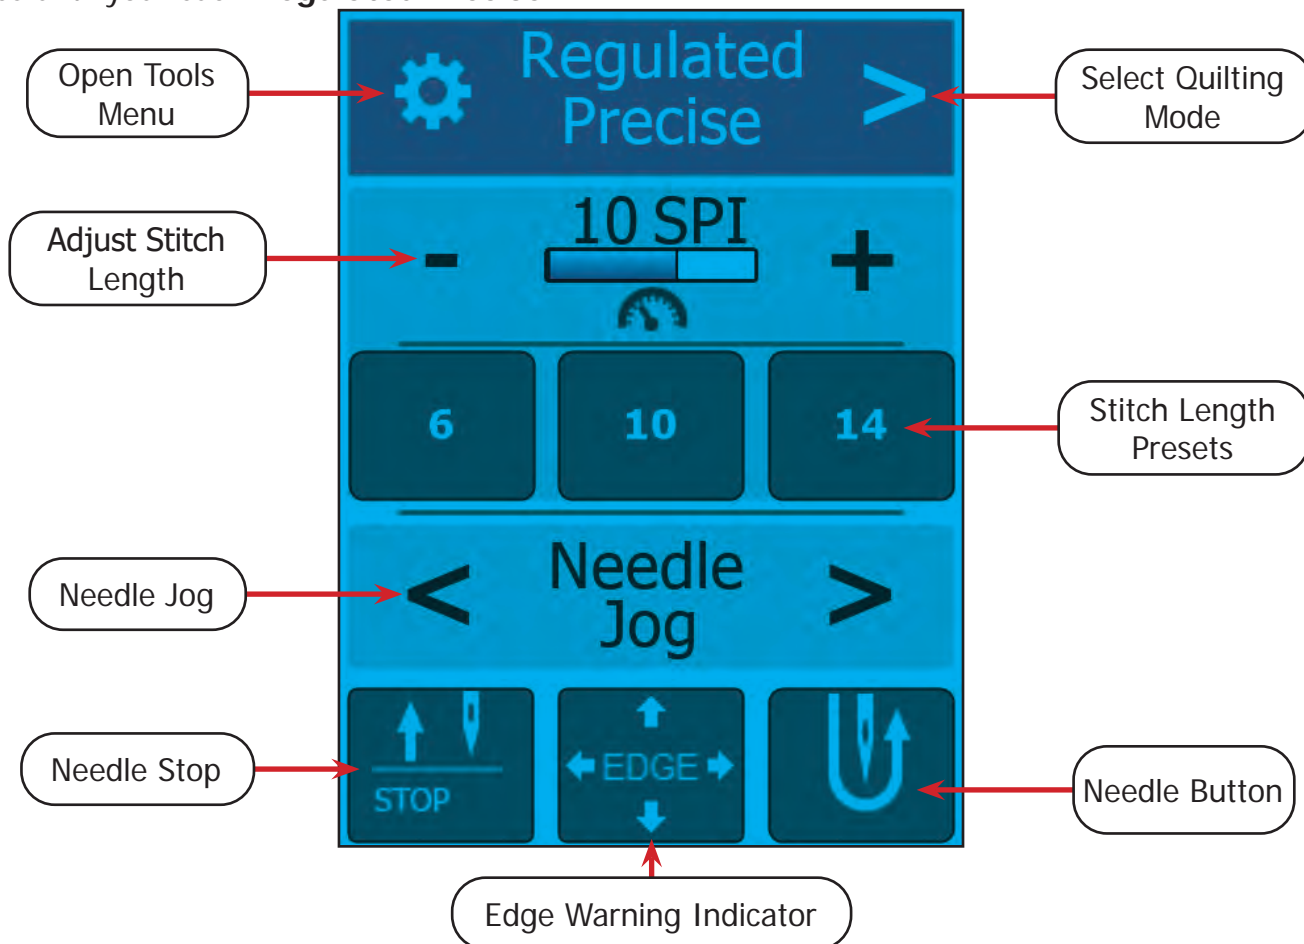 Open Tools
Menu
Regulated
Precise
>
Select Quilting
Mode
Adjust Stitch
Length
-
10 SPI
+
6
10
14
Stitch Length
Presets
Needle Jog
<
Needle
Jog
>
Needle Stop
STOP
EDGE
Needle Button
Edge Warning Indicator